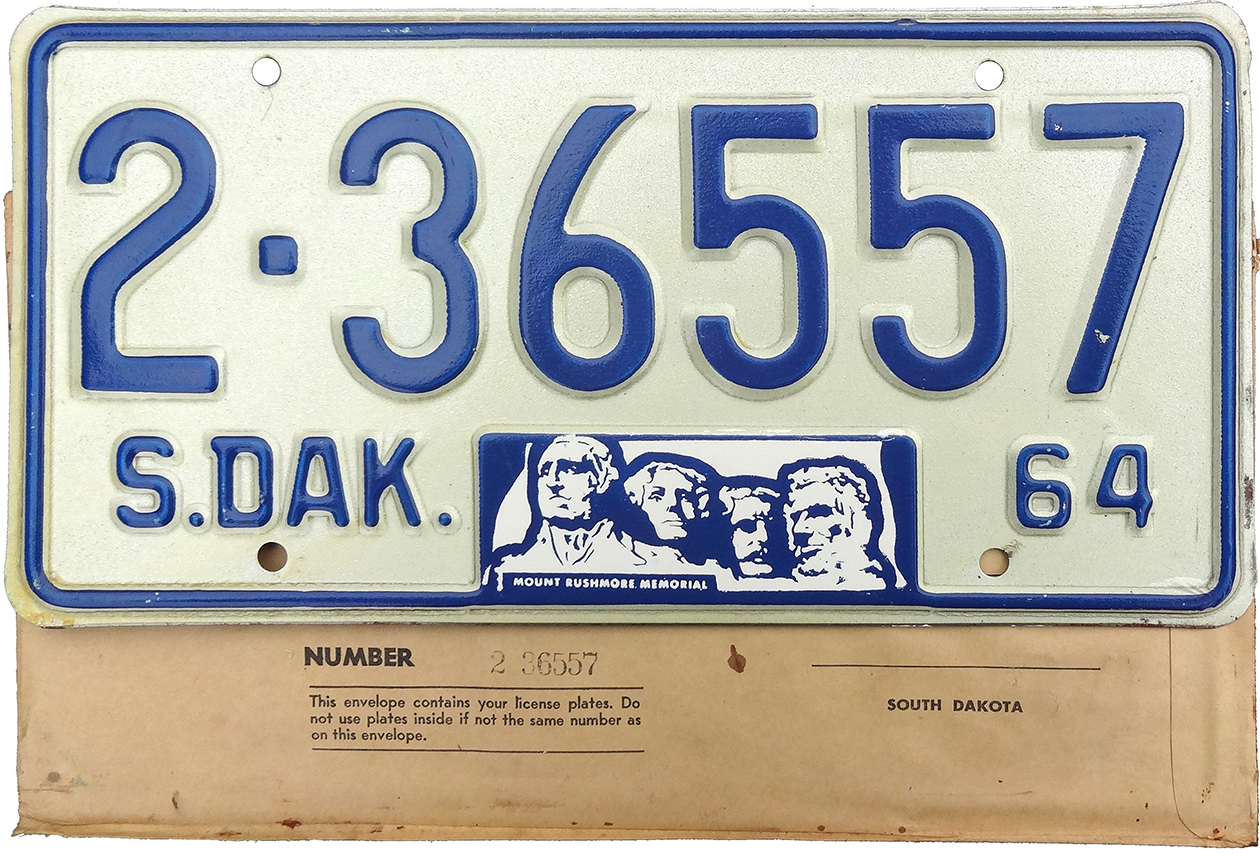 2·36557
S.DAK.
64
MOUNT RUSHMORE MEMORIAL
NUMBER 2 36557
This envelope contains your license plates. Do
not use plates inside if not the same number as
on this envelope.
SOUTH DAKOTA